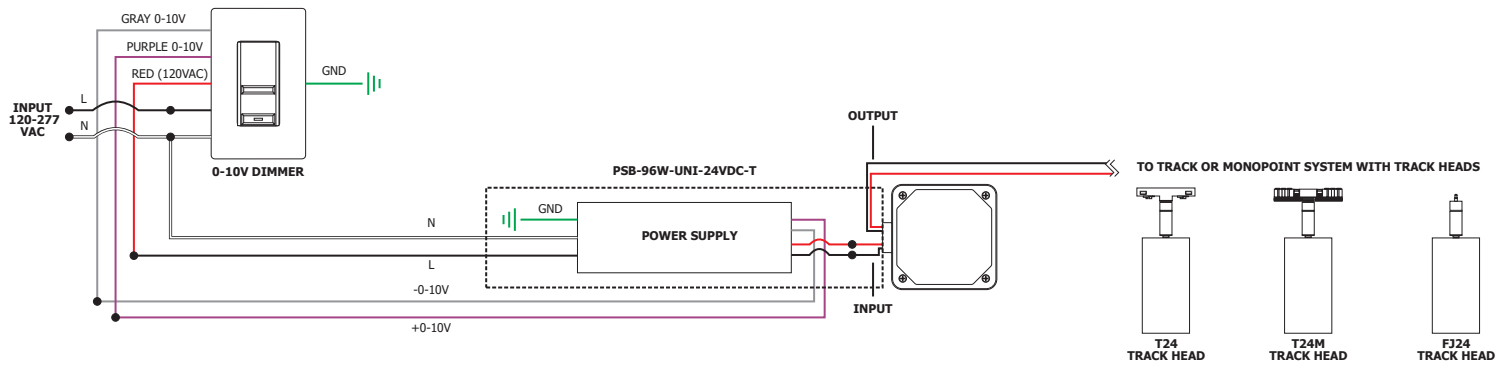 GRAY 0-10V
PURPLE 0-10V
RED (120VAC)
GND
L
INPUT
120-277
VAC
N
0-10V DIMMER
OUTPUT
PSB-96W-UNI-24VDC-T
TO TRACK OR MONOPOINT SYSTEM WITH TRACK HEADS
GND
N
POWER SUPPLY
L
-0-10V
INPUT
+0-10V
T24
TRACK HEAD
T24M
TRACK HEAD
FJ24
TRACK HEAD